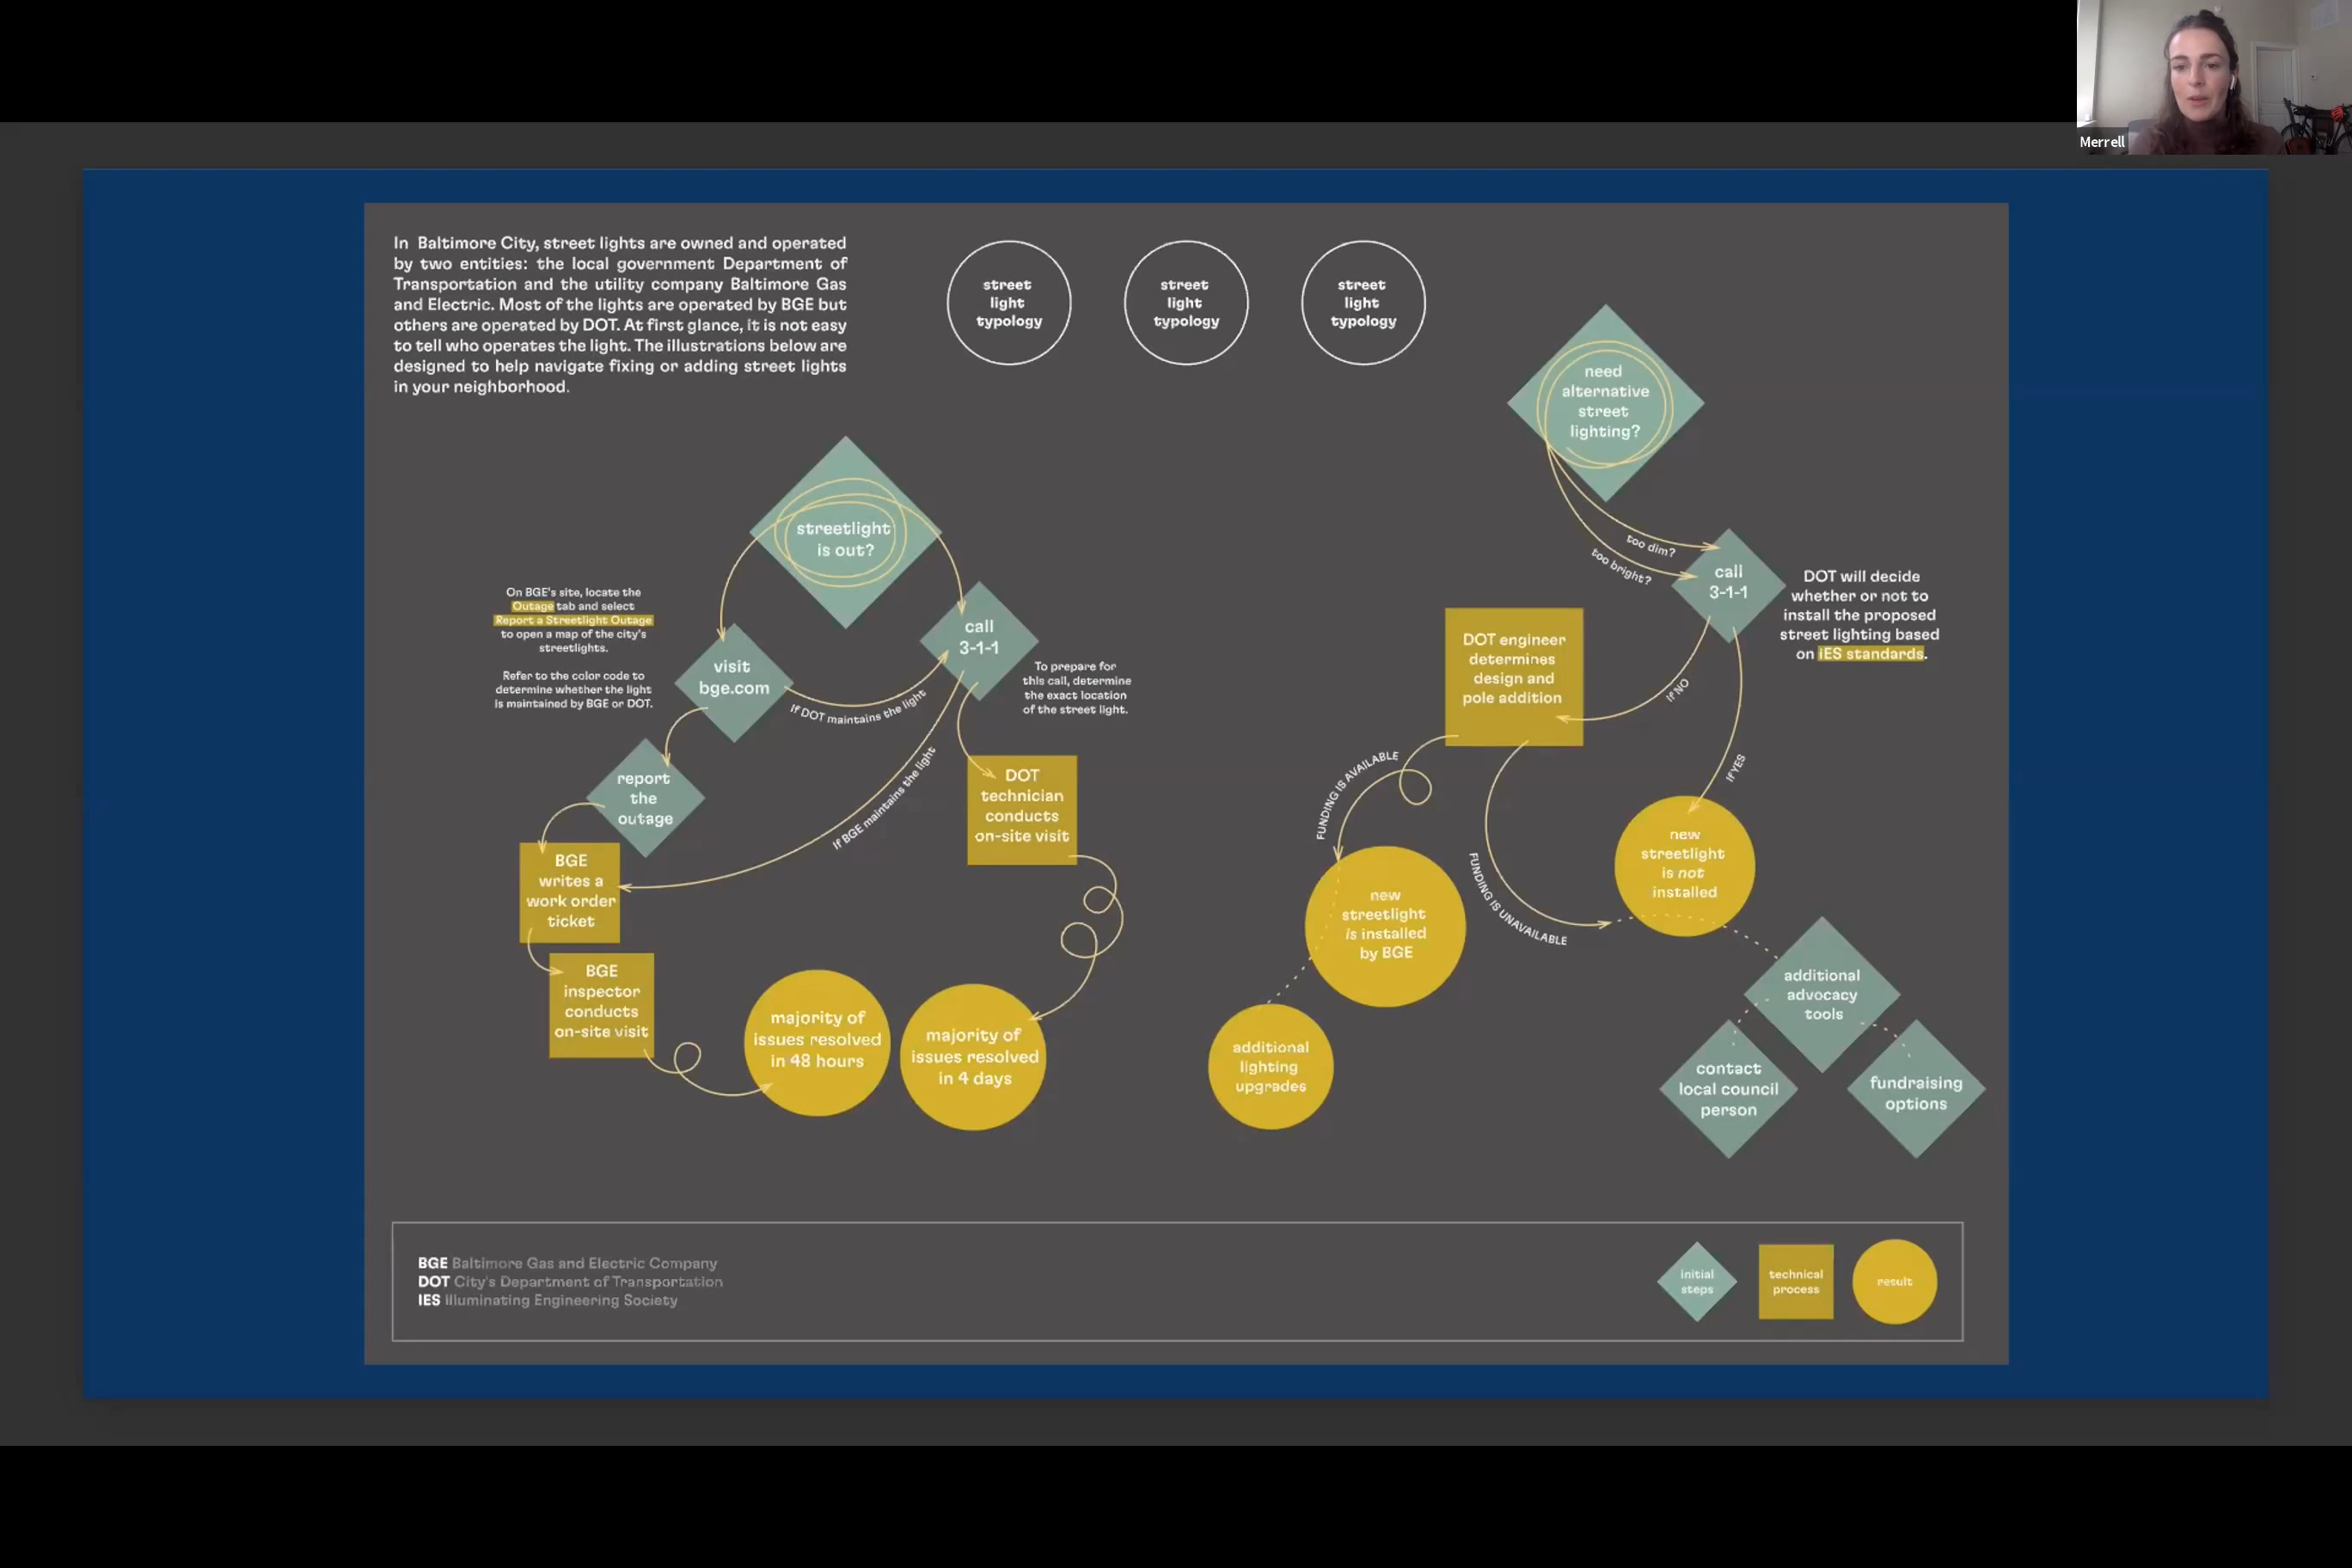 Merrell
In Baltimore City, street lights are owned and operated
by two entities: the local government Department of
Transportation and the utility company Baltimore Gas
and Electric. Most of the lights are operated by BGE but
others are operated by DOT. At first glance, it is not easy
to tell who operates the light. The illustrations below are
designed to help navigate fixing or adding street lights
in your neighborhood.
street
light
typology
street
light
typology
street
light
typology
streetlight
is out?
On BGE's site, locate the
Outage tab and select
Report a Streetlight Outage
to open a map of the city's
streetlights.
Refer to the color code to
determine whether the light
is maintained by BGE or DOT.
visit
bge.com
If DOT maintains the light
call
3-1-1
To prepare for
this call, determine
the exact location
of the street light.
report
the
outage
If BGE maintains the light
DOT
technician
conducts
on-site visit
BGE
writes a
work order
ticket
BGE
inspector
conducts
on-site visit
majority of
issues resolved
in 48 hours
majority of
issues resolved
in 4 days
need
alternative
street
lighting?
too dim?
too bright?
call
3-1-1
DOT will decide
whether or not to
install the proposed
street lighting based
on iES standards.
DOT engineer
determines
design and
pole addition
if NO
if YES
FUNDING IS AVAILABLE
FUNDING IS UNAVAILABLE
new
streetlight
is not
installed
new
streetlight
is installed
by BGE
additional
lighting
upgrades
additional
advocacy
tools
contact
local council
person
fundraising
options
BGE Baltimore Gas and Electric Company
DOT City's Department of Transportation
IES Illuminating Engineering Society
initial
steps
technical
process
result